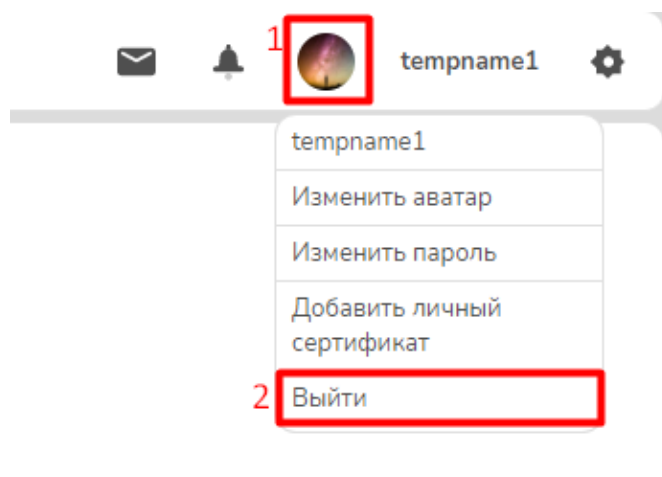 1
tempname1
tempname1
Изменить аватар
Изменить пароль
Добавить личный
сертификат
2 Выйти